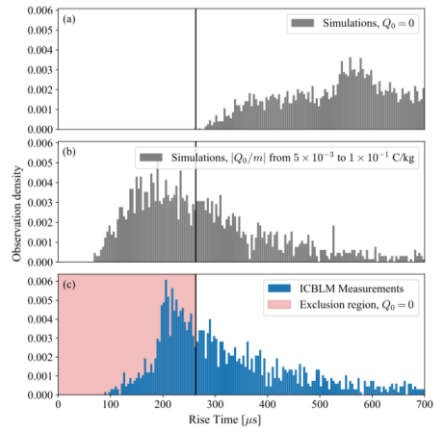 (a)
Simulations, Q₀ = 0
0.006
0.005
0.004
0.003
0.002
0.001
0.000
(b)
Simulations, |Q₀/m| from 5 × 10⁻³ to 1 × 10⁻¹ C/kg
0.005
0.004
0.003
0.002
0.001
0.000
Observation density
(c)
ICBLM Measurements
Exclusion region, Q₀ = 0
0.006
0.005
0.004
0.003
0.002
0.001
0.000
0 100 200 300 400 500 600 700
Rise Time [μs]